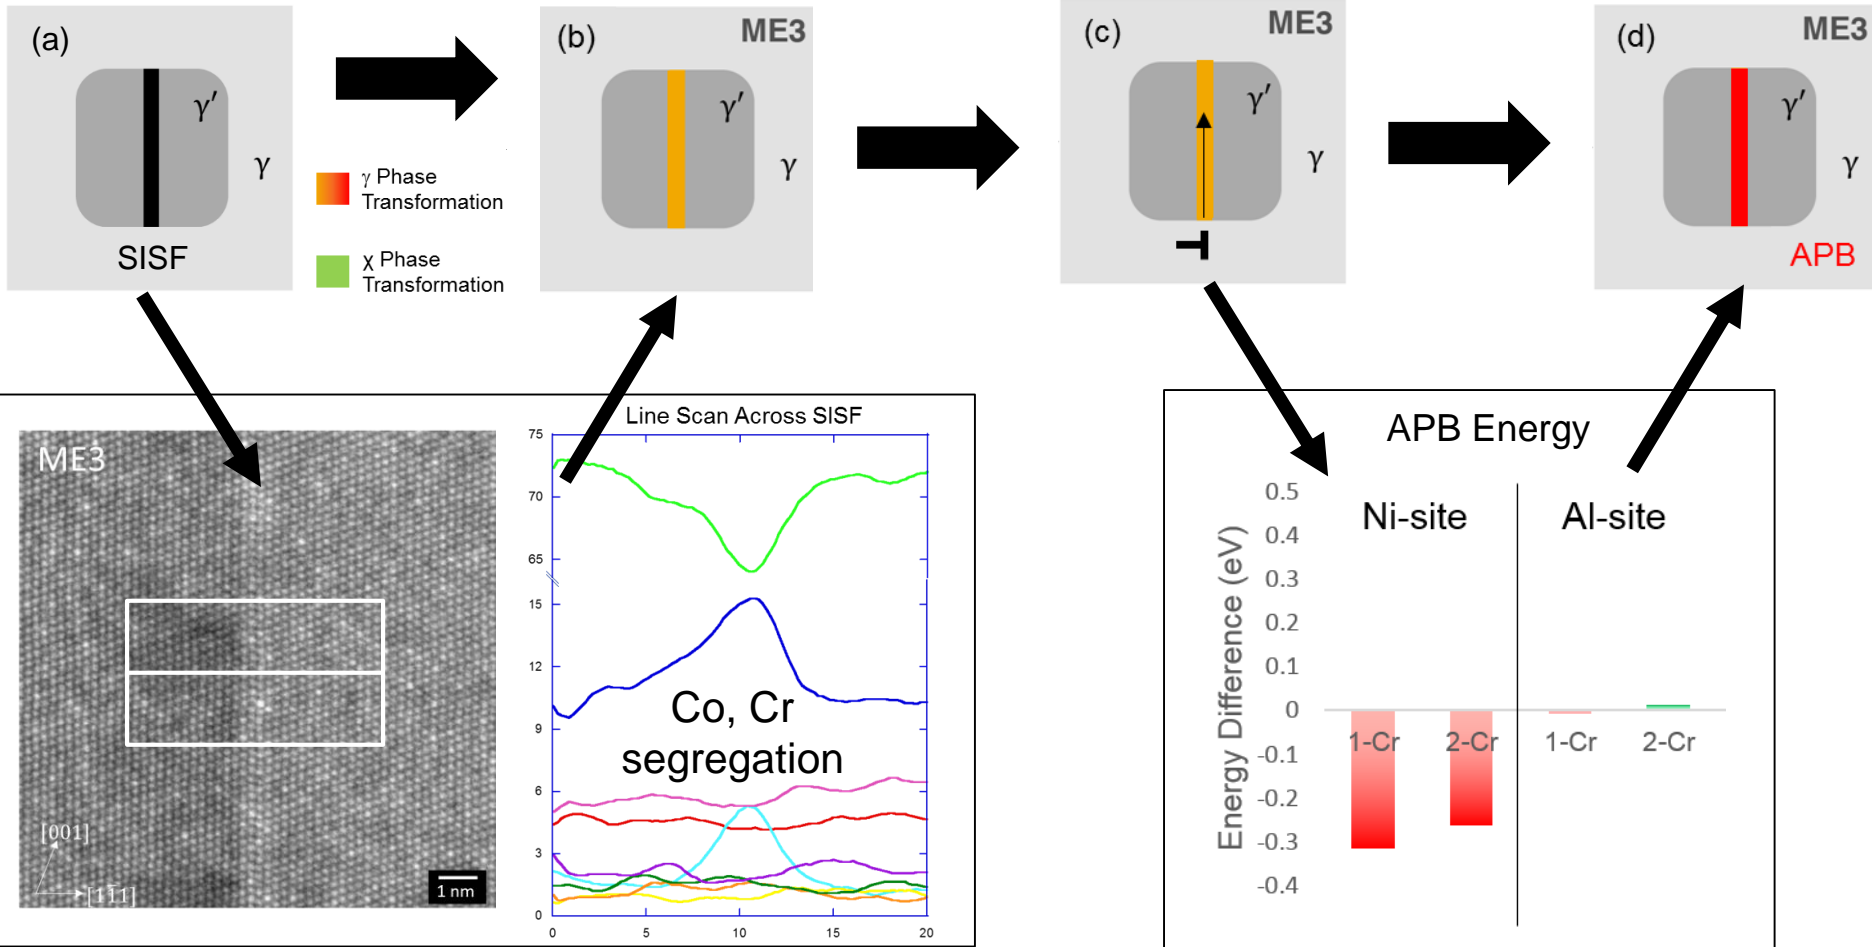 (a)
γ′
γ
SISF
γ Phase
Transformation
χ Phase
Transformation
(b)
ME3
γ′
γ
(c)
ME3
γ′
γ
(d)
ME3
γ′
γ
APB
ME3
[001]
[11̅1]
1 nm
Line Scan Across SISF
75
70
65
15
12
9
6
3
0
0
5
10
15
20
Co, Cr
segregation
APB Energy
Ni-site
Al-site
Energy Difference (eV)
0.5
0.4
0.3
0.2
0.1
0
-0.1
-0.2
-0.3
-0.4
1-Cr
2-Cr
1-Cr
2-Cr